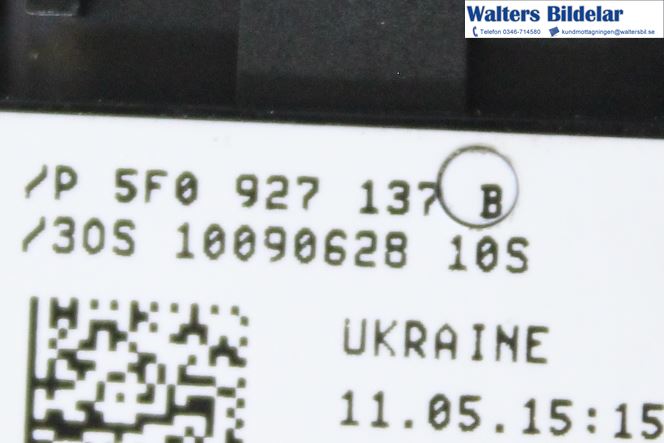 Walters Bildelar
Telefon 0346-714580 kundmottagningen@waltersbil.se
/P 5F0 927 137 B
/30S 10090628 10S
UKRAINE
11.05.15:15